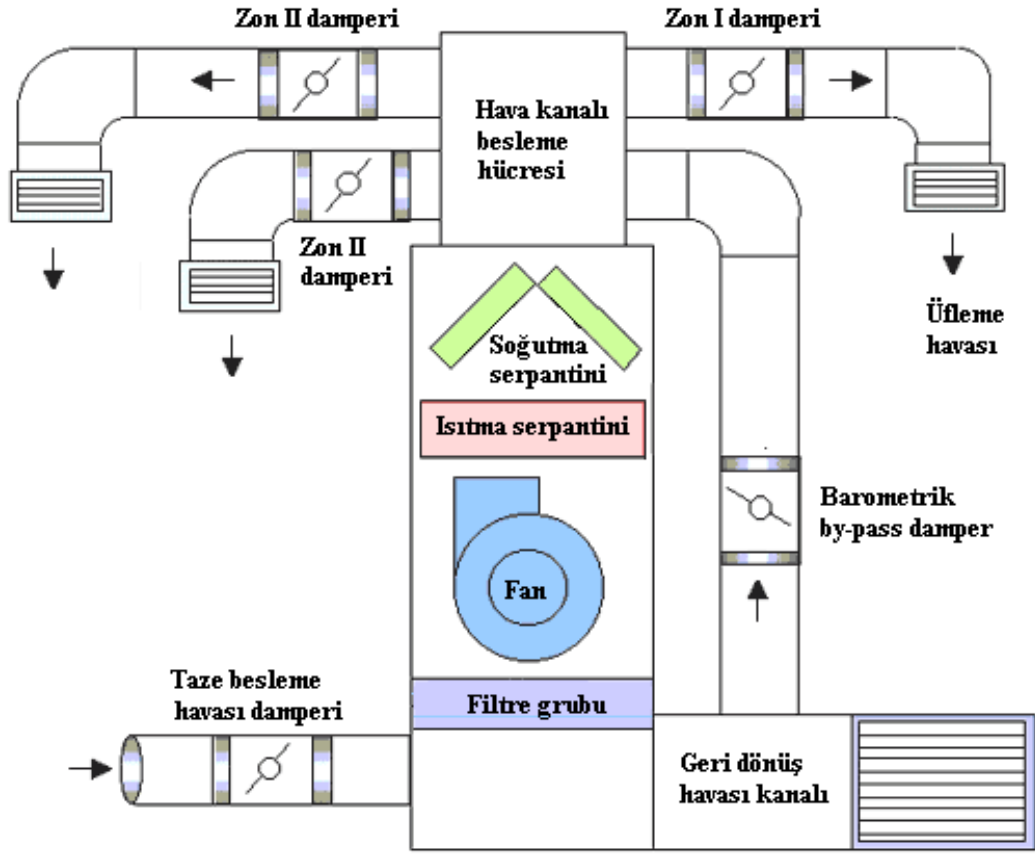 Zon II damperi
Zon I damperi
Hava kanalı
besleme
hücresi
Zon II
damperi
Üfleme
havası
Soğutma
serpantini
Isıtma serpantini
Barometrik
by-pass damper
Fan
Taze besleme
havası damperi
Filtre grubu
Geri dönüş
havası kanalı